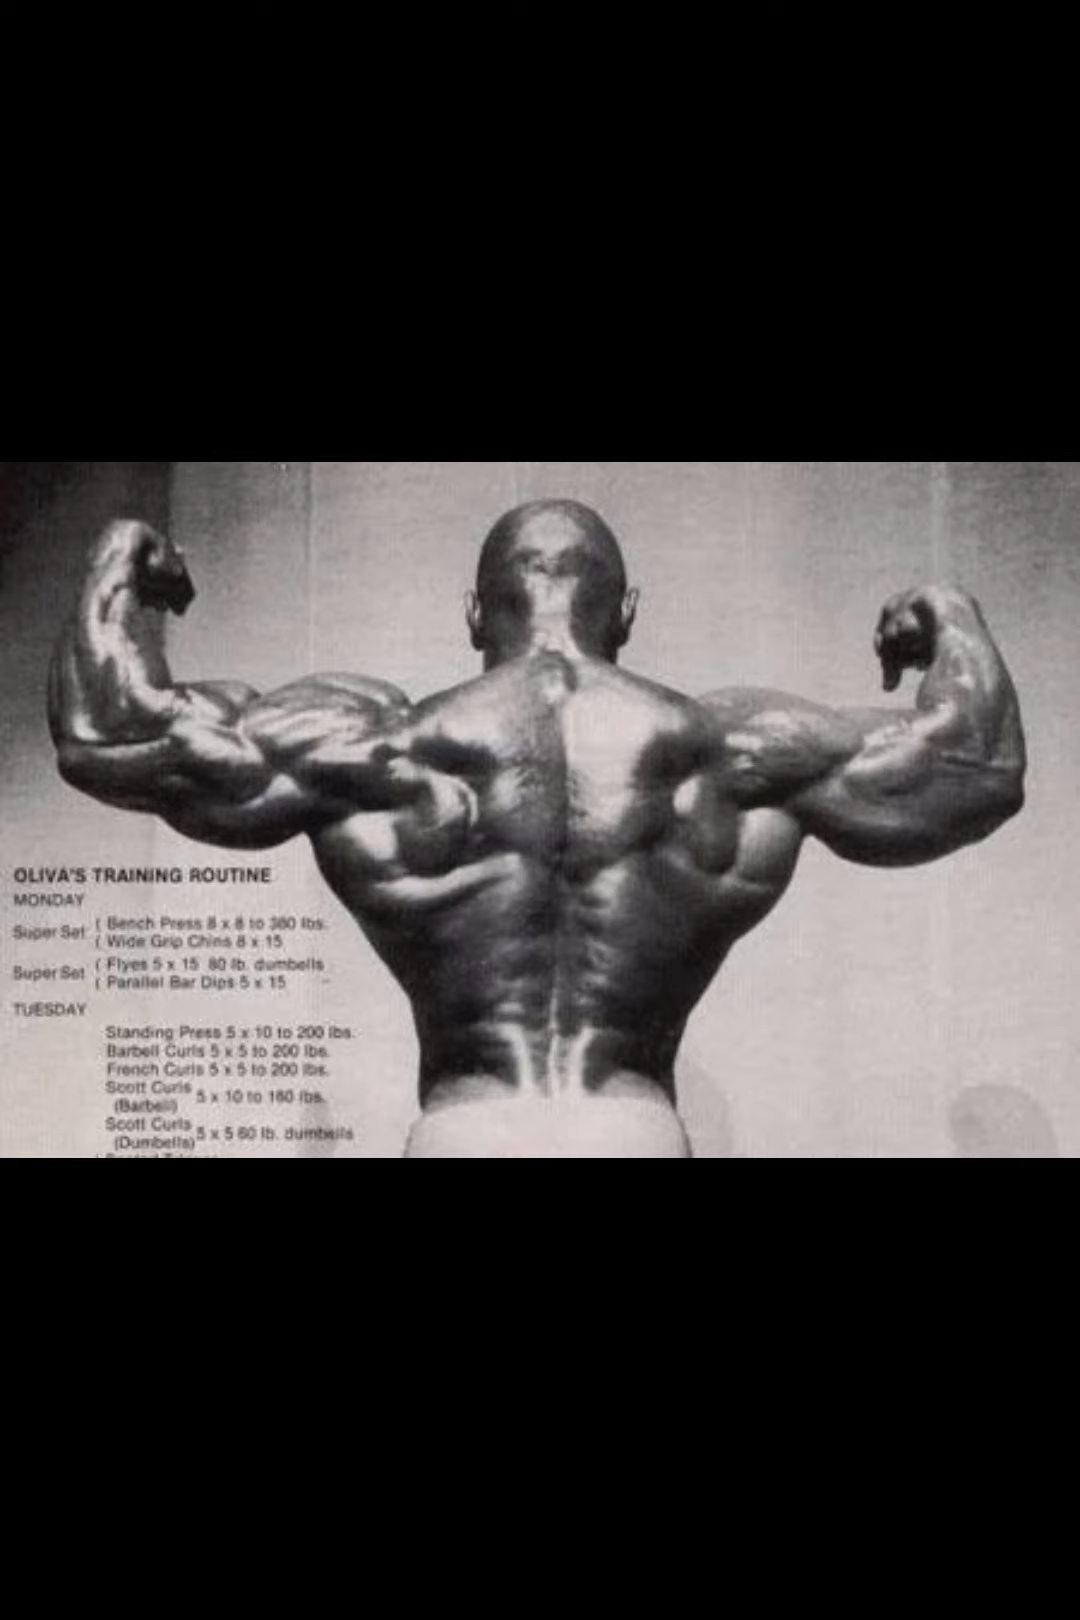 OLIVA'S TRAINING ROUTINE
MONDAY
Super Set ( Bench Press 8 x 8 to 360 lbs.
( Wide Grip Chins 8 x 15
Super Set ( Flyes 5 x 15 80 lb. dumbells
( Parallel Bar Dips 5 x 15
TUESDAY
Standing Press 5 x 10 to 200 lbs.
Barbell Curls 5 x 5 to 200 lbs.
French Curls 5 x 5 to 200 lbs.
Scott Curls
(Barbell) 5 x 10 to 160 lbs.
Scott Curls
(Dumbells) 5 x 5 60 lb. dumbells